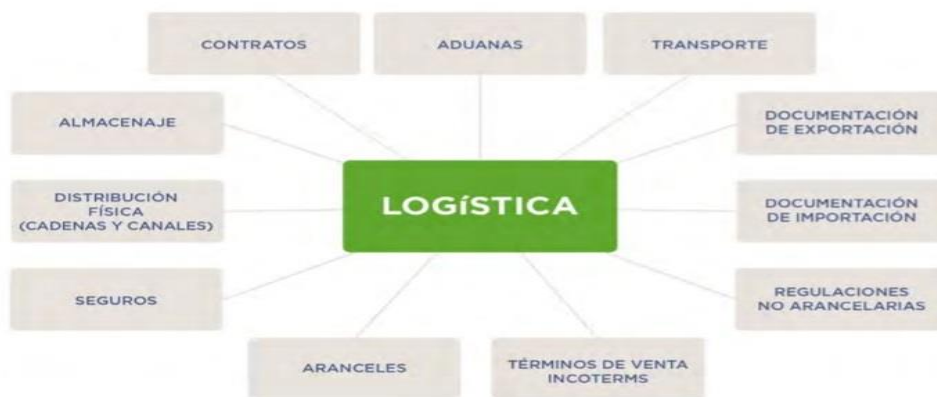 CONTRATOS
ADUANAS
TRANSPORTE
ALMACENAJE
DOCUMENTACIÓN
DE EXPORTACIÓN
LOGíSTICA
DISTRIBUCIÓN
FÍSICA
(CADENAS Y CANALES)
DOCUMENTACIÓN
DE IMPORTACIÓN
SEGUROS
REGULACIONES
NO ARANCELARIAS
ARANCELES
TÉRMINOS DE VENTA
INCOTERMS